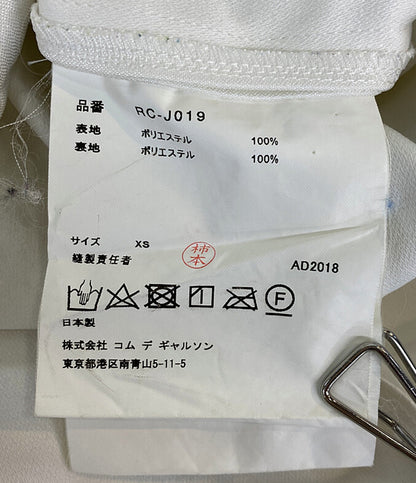 品番 RC-J019
表地 ポリエステル 100%
裏地 ポリエステル 100%
サイズ XS
縫製責任者 柿本 AD2018
F
日本製
株式会社 コム デ ギャルソン
東京都港区南青山5-11-5